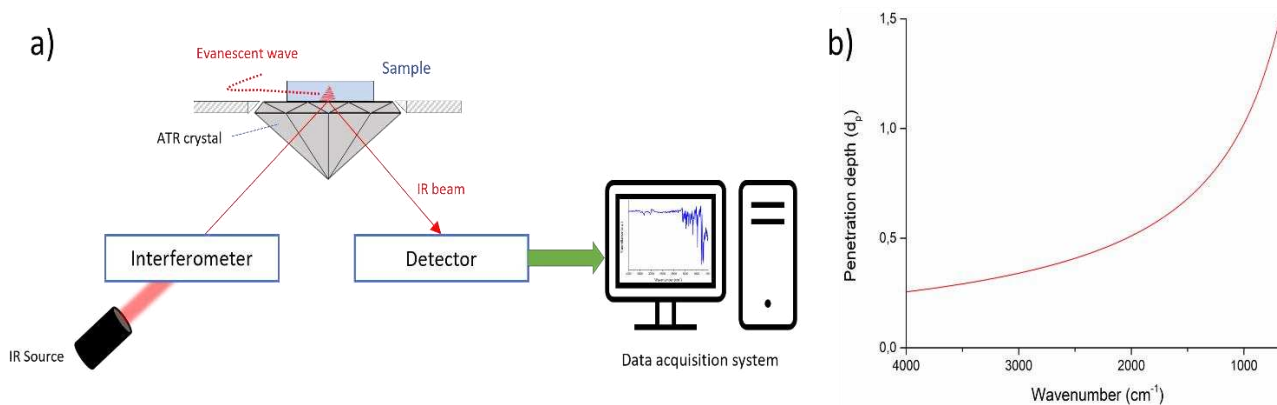 a)
Evanescent wave
Sample
ATR crystal
IR beam
Interferometer
Detector
IR Source
Data acquisition system
b)
Penetration depth (dₚ)
1,5
1,0
0,5
0,0
4000
3000
2000
1000
Wavenumber (cm⁻¹)